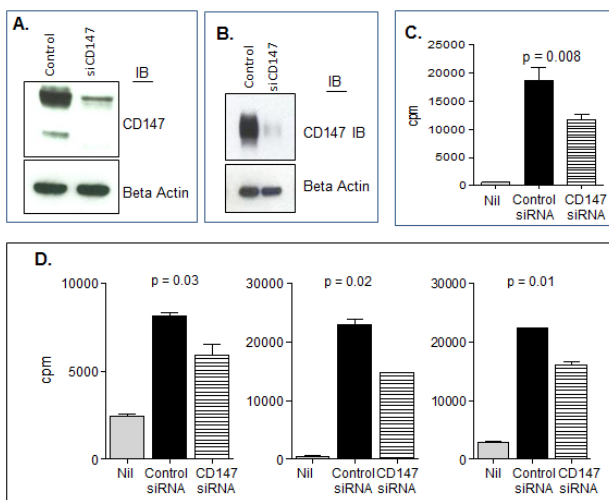 A.
Control
siCD147
IB
CD147
Beta Actin
B.
Control
siCD147
IB
CD147 IB
Beta Actin
C.
p = 0.008
cpm
25000
20000
15000
10000
5000
0
Nil
Control siRNA
CD147 siRNA
D.
p = 0.03
cpm
10000
5000
0
Nil
Control siRNA
CD147 siRNA
p = 0.02
30000
20000
10000
0
Nil
Control siRNA
CD147 siRNA
p = 0.01
30000
20000
10000
0
Nil
Control siRNA
CD147 siRNA